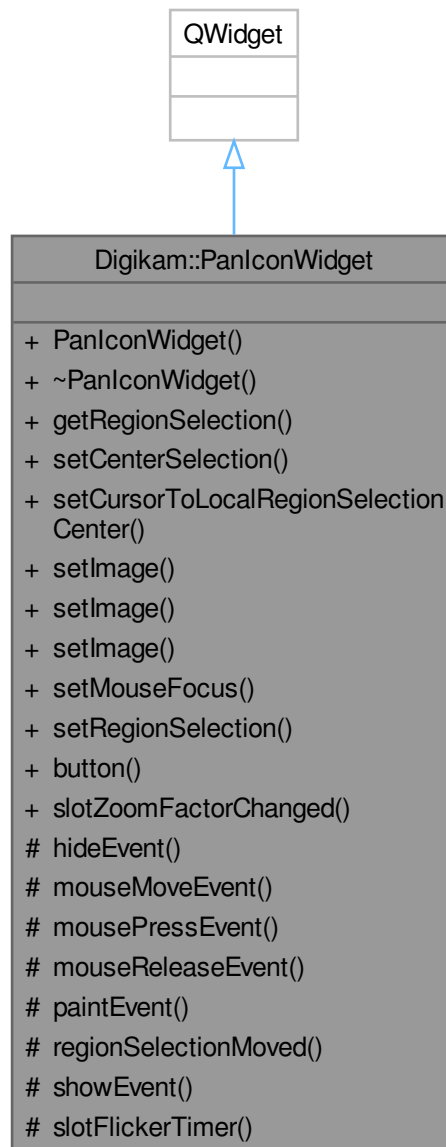 QWidget
Digikam::PanIconWidget
+ PanIconWidget()
+ ~PanIconWidget()
+ getRegionSelection()
+ setCenterSelection()
+ setCursorToLocalRegionSelection
Center()
+ setImage()
+ setImage()
+ setImage()
+ setMouseFocus()
+ setRegionSelection()
+ button()
+ slotZoomFactorChanged()
# hideEvent()
# mouseMoveEvent()
# mousePressEvent()
# mouseReleaseEvent()
# paintEvent()
# regionSelectionMoved()
# showEvent()
# slotFlickerTimer()